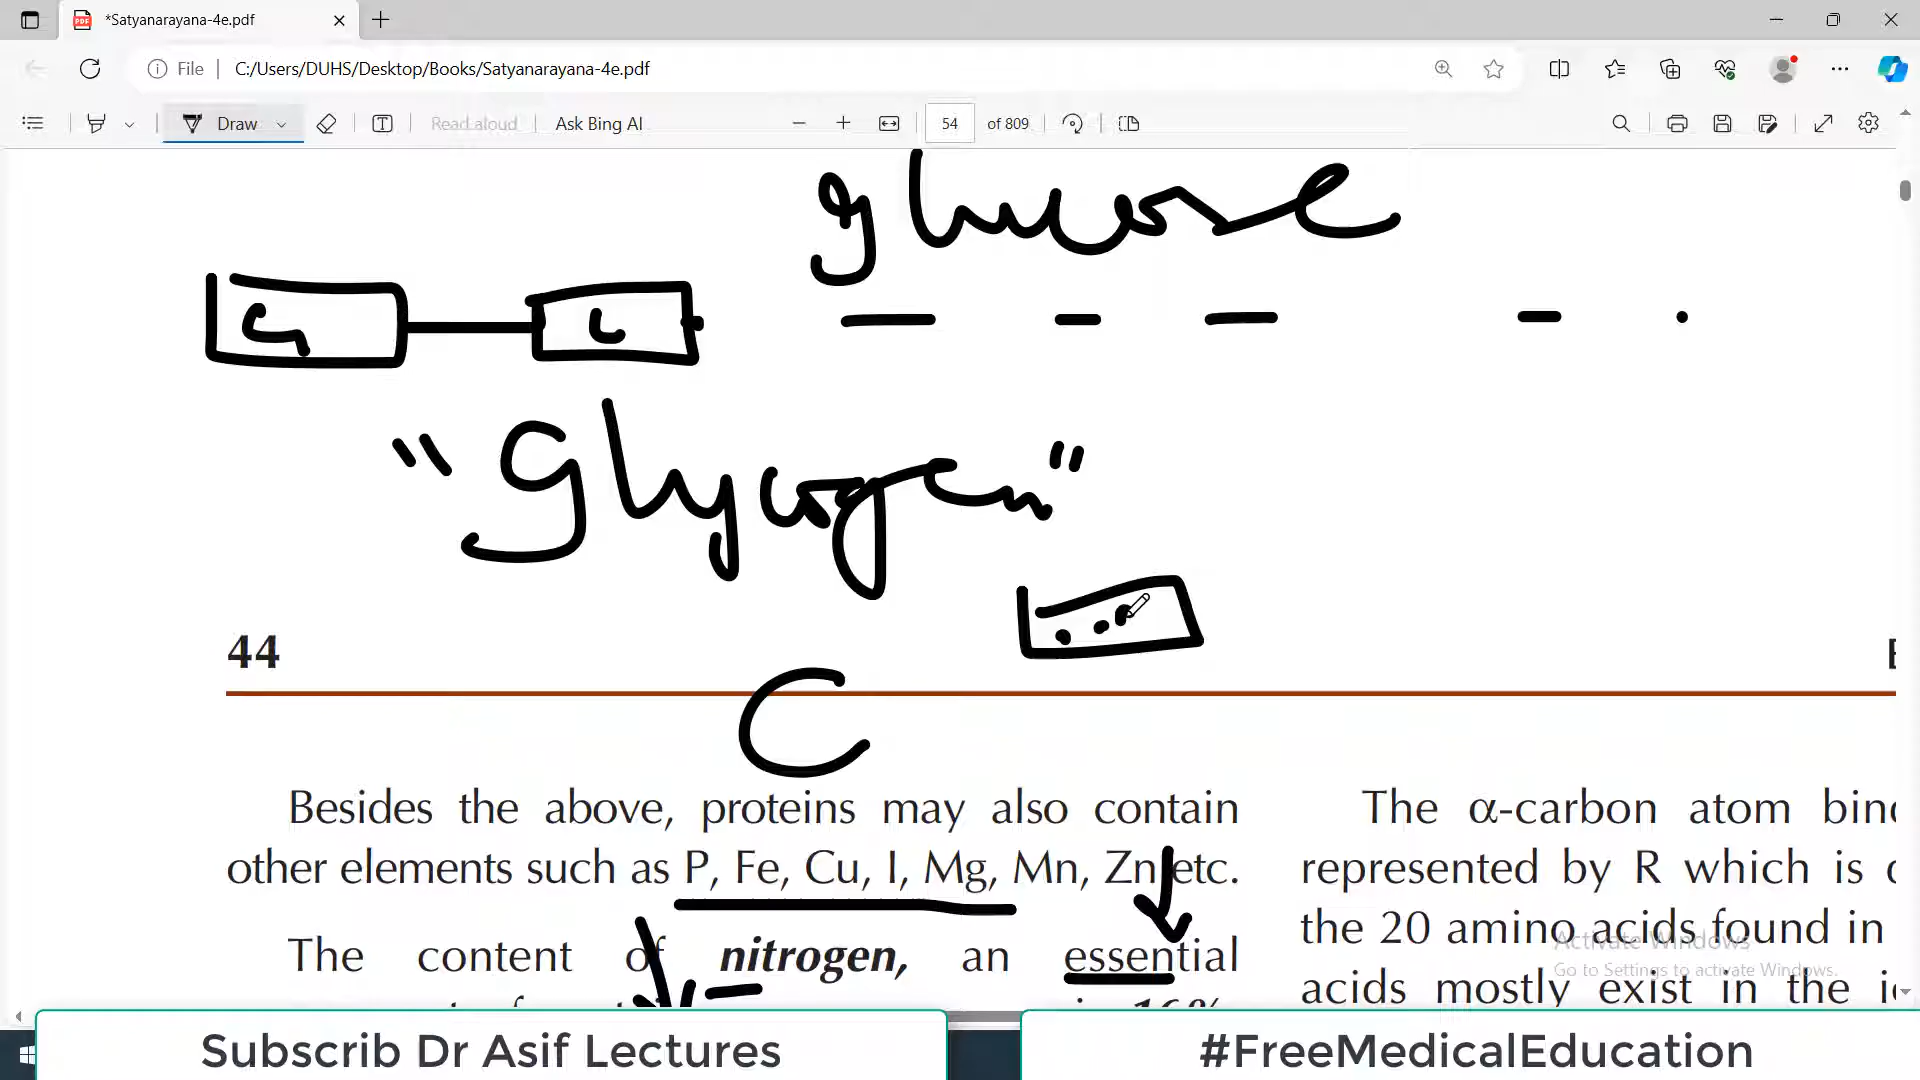 *Satyanarayana-4e.pdf
File C:/Users/DUHS/Desktop/Books/Satyanarayana-4e.pdf
Draw Read aloud Ask Bing AI 54 of 809
glucose
G
"Glycogen"
44
C
Besides the above, proteins may also contain
other elements such as P, Fe, Cu, I, Mg, Mn, Zn etc.
The content of nitrogen, an essential
16%
The α-carbon atom
represented by R which is
the 20 amino acids found in
acids mostly exist in the
Activate Windows
Go to Settings to activate Windows.
Subscrib Dr Asif Lectures
#FreeMedicalEducation